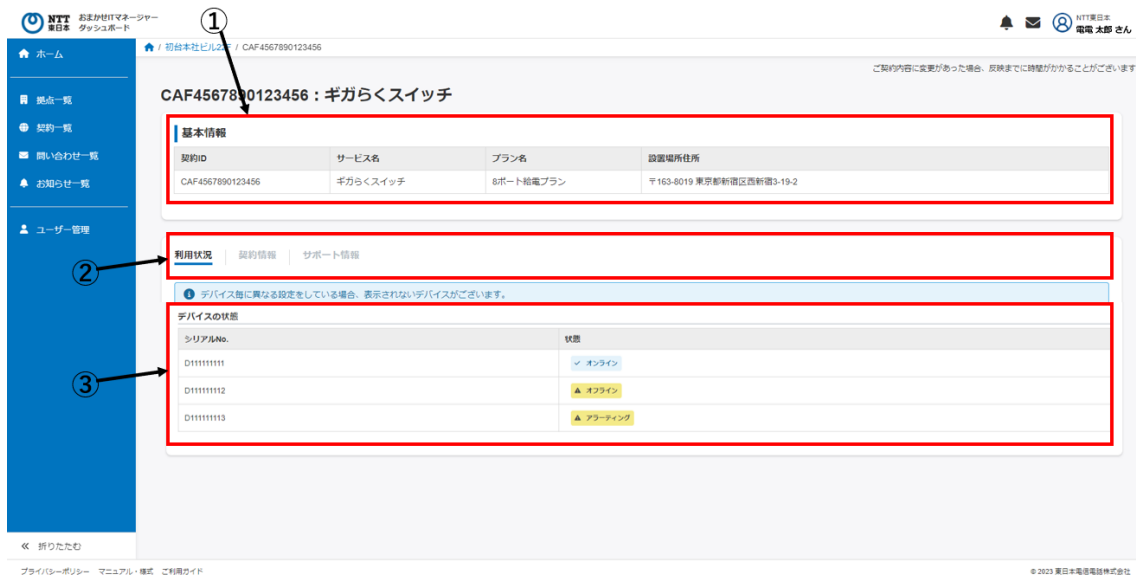 NTT 東日本 おまかせITマネージャー ダッシュボード
①
NTT東日本
電電 太郎 さん
ホーム
/ 初台本社ビル22F / CAF4567890123456
ご契約内容に変更があった場合、反映までに時間がかかることがございます
拠点一覧
契約一覧
問い合わせ一覧
お知らせ一覧
ユーザー管理
CAF4567890123456：ギガらくスイッチ
基本情報
契約ID サービス名 プラン名 設置場所住所
CAF4567890123456 ギガらくスイッチ 8ポート給電プラン 〒163-8019 東京都新宿区西新宿3-19-2
②
利用状況 契約情報 サポート情報
デバイス毎に異なる設定をしている場合、表示されないデバイスがございます。
③
デバイスの状態
シリアルNo. 状態
D111111111 オンライン
D111111112 オフライン
D111111113 アラーティング
折りたたむ
プライバシーポリシー マニュアル・様式 ご利用ガイド
© 2023 東日本電信電話株式会社